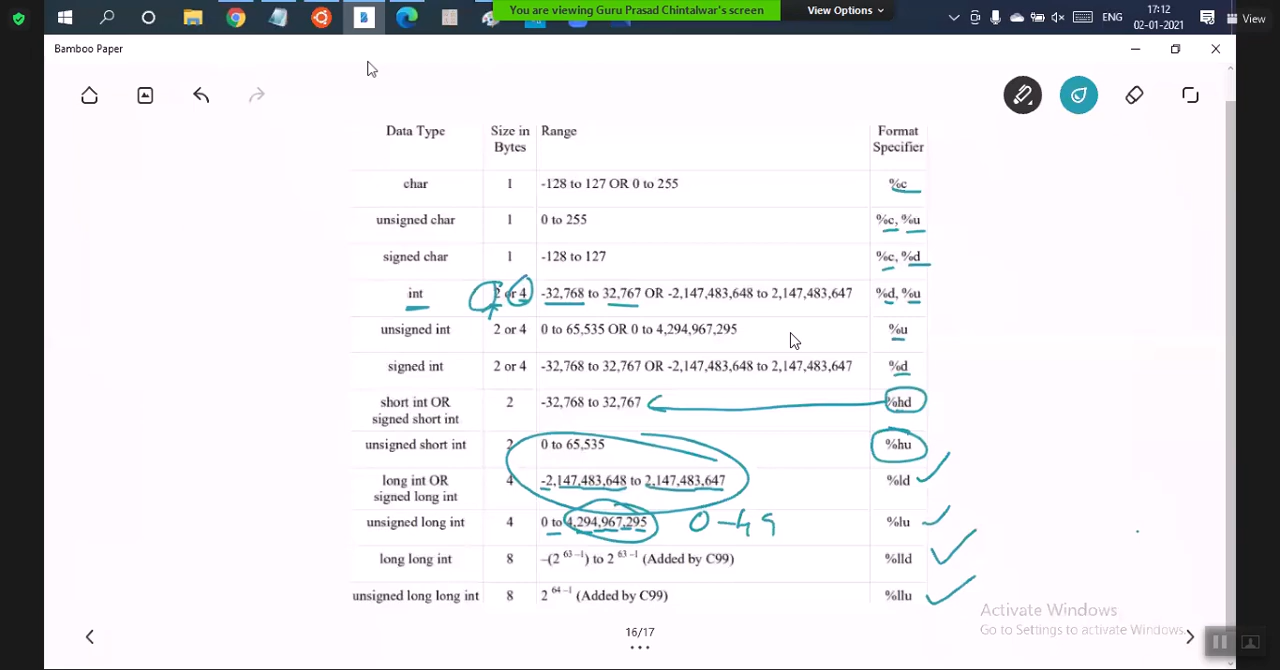 You are viewing Guru Prasad Chintalwar's screen
View Options
ENG
17:12
02-01-2021
View
Bamboo Paper
Data Type Size in Bytes Range Format Specifier
char 1 -128 to 127 OR 0 to 255 %c
unsigned char 1 0 to 255 %c, %u
signed char 1 -128 to 127 %c, %d
int 2 or 4 -32,768 to 32,767 OR -2,147,483,648 to 2,147,483,647 %d, %u
unsigned int 2 or 4 0 to 65,535 OR 0 to 4,294,967,295 %u
signed int 2 or 4 -32,768 to 32,767 OR -2,147,483,648 to 2,147,483,647 %d
short int OR signed short int 2 -32,768 to 32,767 %hd
unsigned short int 2 0 to 65,535 %hu
long int OR signed long int 4 -2,147,483,648 to 2,147,483,647 %ld
unsigned long int 4 0 to 4,294,967,295 0-49 %lu
long long int 8 –(2 63–1) to 2 63–1 (Added by C99) %lld
unsigned long long int 8 2 64–1 (Added by C99) %llu
Activate Windows
Go to Settings to activate Windows.
16/17